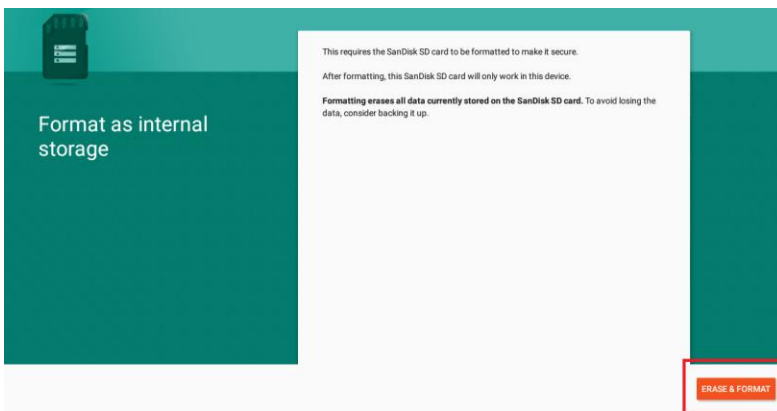 Format as internal
storage
This requires the SanDisk SD card to be formatted to make it secure.
After formatting, this SanDisk SD card will only work in this device.
Formatting erases all data currently stored on the SanDisk SD card. To avoid losing the
data, consider backing it up.
ERASE & FORMAT